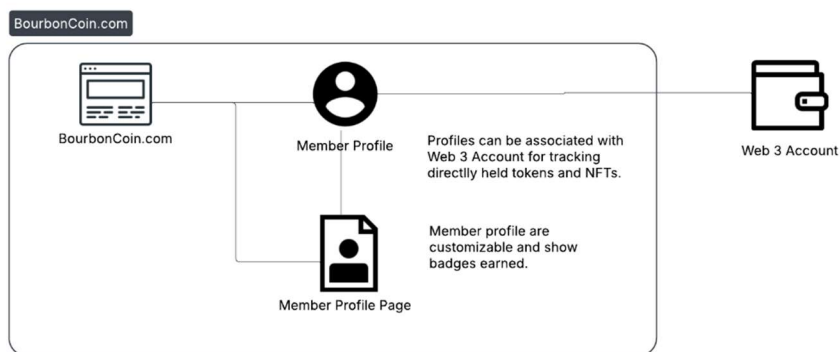 BourbonCoin.com
BourbonCoin.com
Member Profile
Profiles can be associated with
Web 3 Account for tracking
directlly held tokens and NFTs.
Web 3 Account
Member profile are
customizable and show
badges earned.
Member Profile Page